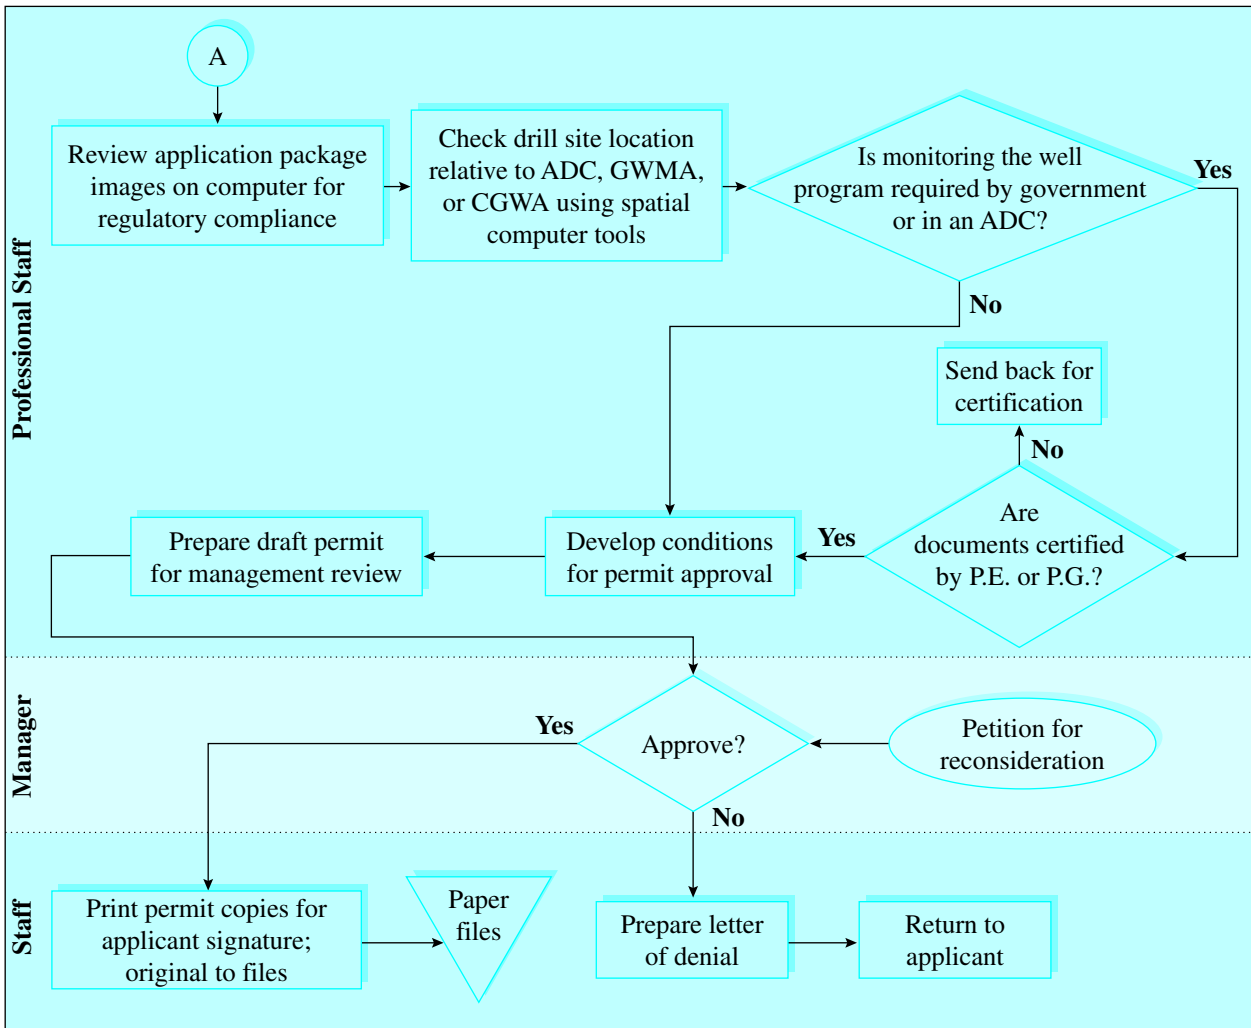 A
Review application package
images on computer for
regulatory compliance
Check drill site location
relative to ADC, GWMA,
or CGWA using spatial
computer tools
Is monitoring the well
program required by government
or in an ADC?
Yes
No
Send back for
certification
No
Are
documents certified
by P.E. or P.G.?
Yes
Develop conditions
for permit approval
Prepare draft permit
for management review
Professional Staff
Manager
Yes
Approve?
Petition for
reconsideration
No
Staff
Print permit copies for
applicant signature;
original to files
Paper
files
Prepare letter
of denial
Return to
applicant